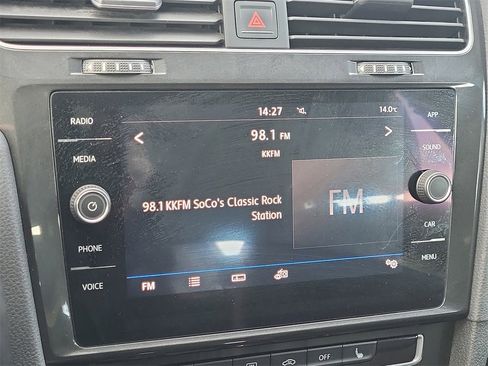 14:27
14.0°C
RADIO
MEDIA
PHONE
VOICE
98.1 FM
KKFM
98.1 KKFM SoCo's Classic Rock
Station
FM
FM
APP
SOUND
CAR
MENU
OFF